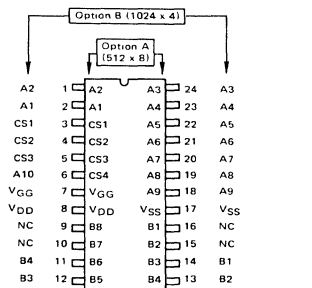 Option B (1024 x 4)
Option A
(512 x 8)
A2 1 A2 A3 24 A3
A1 2 A1 A4 23 A4
CS1 3 CS1 A5 22 A5
CS2 4 CS2 A6 21 A6
CS3 5 CS3 A7 20 A7
A10 6 CS4 A8 19 A8
VGG 7 VGG A9 18 A9
VDD 8 VDD VSS 17 VSS
NC 9 B8 B1 16 NC
NC 10 B7 B2 15 NC
B4 11 B6 B3 14 B1
B3 12 B5 B4 13 B2